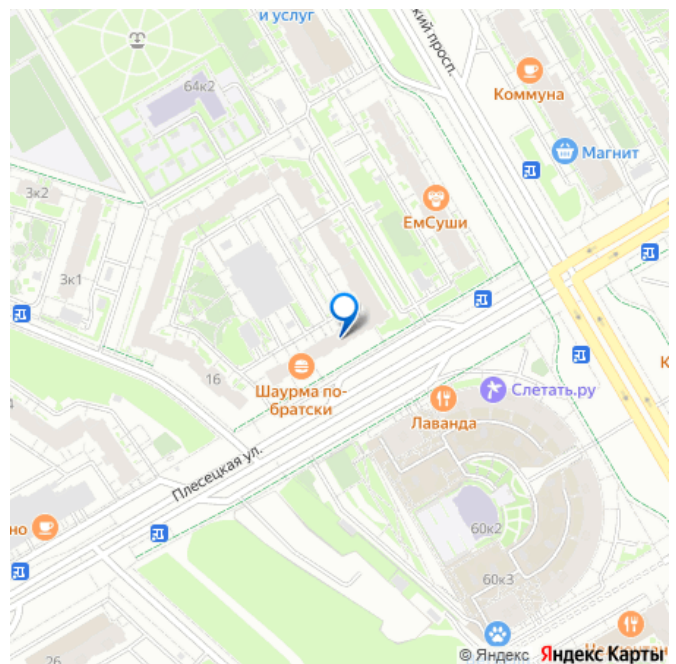 и услуг
кий просп.
64к2
Коммуна
Магнит
3к2
ЕмСуши
3к1
16
Шаурма по-
братски
Слетать.ру
Лаванда
Плесецкая ул.
но
60к2
60к3
26
© Яндекс Яндекс Карты